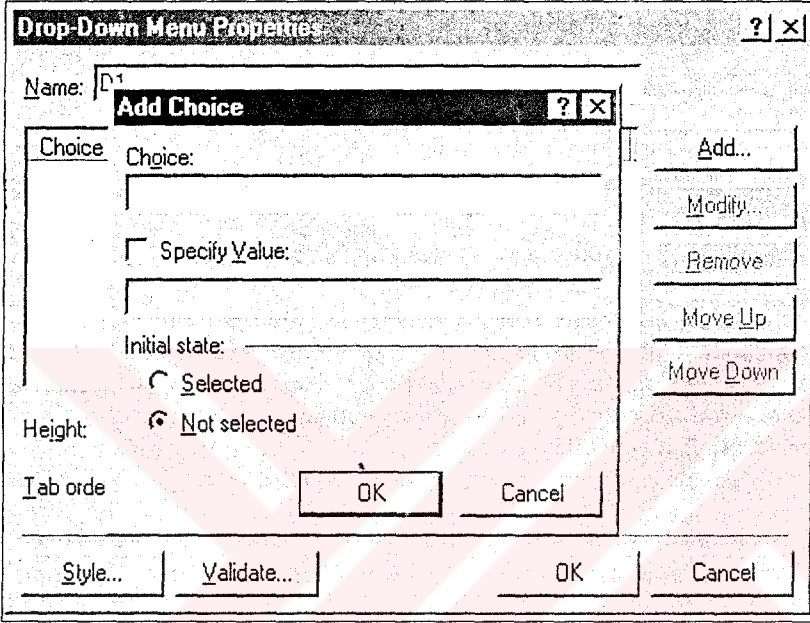 Drop-Down Menu Properties
Name: D1
Add Choice
Choice
Choice:
Add...
Modify...
Specify Value:
Remove
Move Up
Initial state:
Selected
Move Down
Not selected
Height:
Tab orde
OK
Cancel
Style...
Validate...
OK
Cancel